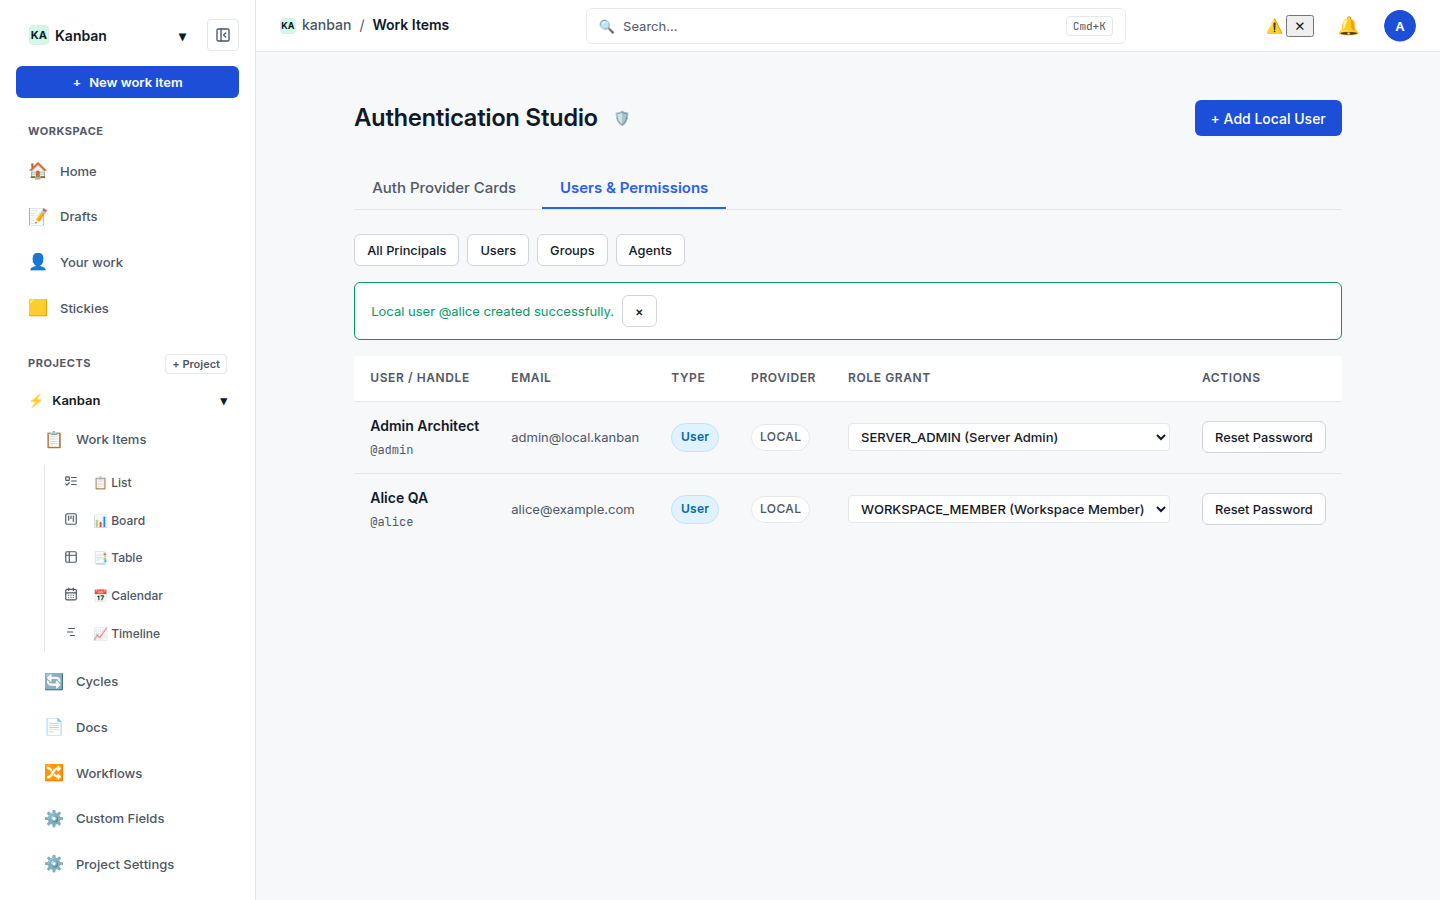 KA Kanban ▾
+ New work item
WORKSPACE
Home
Drafts
Your work
Stickies
PROJECTS
+ Project
Kanban ▾
Work Items
List
Board
Table
Calendar
Timeline
Cycles
Docs
Workflows
Custom Fields
Project Settings
KA kanban / Work Items
Search...
Cmd+K
✕
A
Authentication Studio
+ Add Local User
Auth Provider Cards
Users & Permissions
All Principals
Users
Groups
Agents
Local user @alice created successfully.
×
USER / HANDLE EMAIL TYPE PROVIDER ROLE GRANT ACTIONS
Admin Architect
@admin
admin@local.kanban
User
LOCAL
SERVER_ADMIN (Server Admin)
Reset Password
Alice QA
@alice
alice@example.com
User
LOCAL
WORKSPACE_MEMBER (Workspace Member)
Reset Password